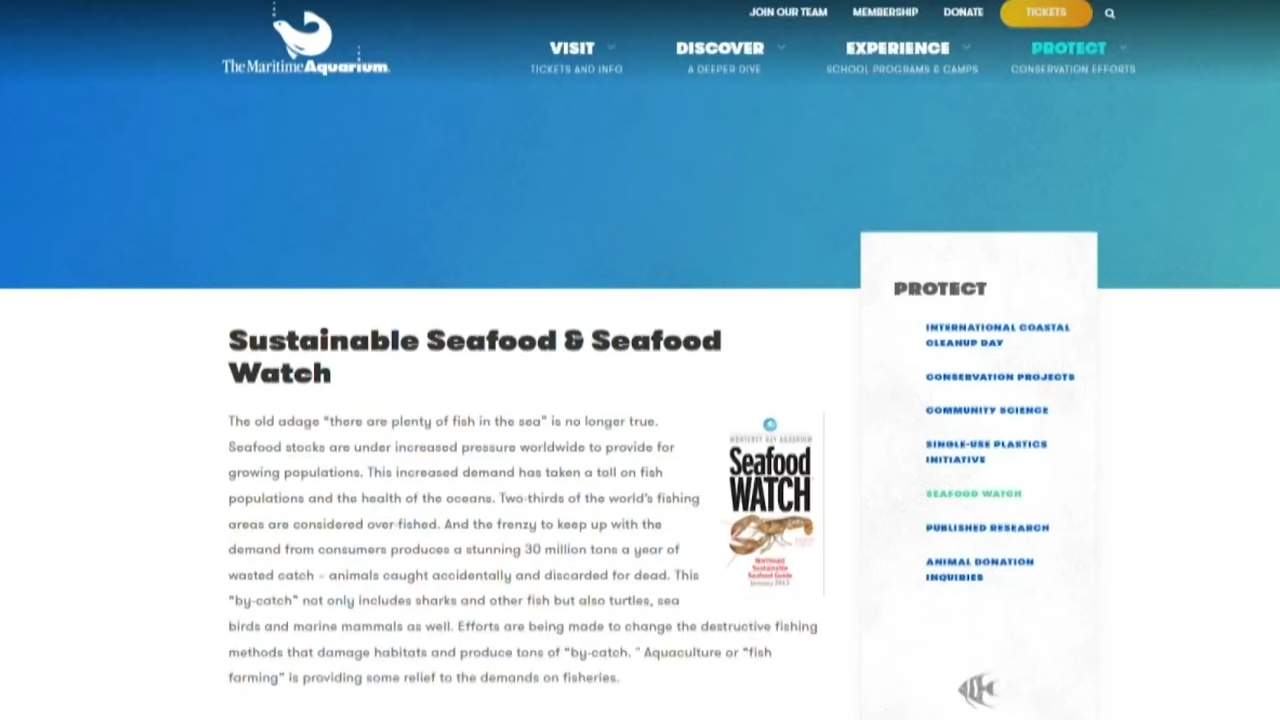 JOIN OUR TEAM MEMBERSHIP DONATE TICKETS
The Maritime Aquarium.
VISIT DISCOVER EXPERIENCE PROTECT
TICKETS AND INFO A DEEPER DIVE SCHOOL PROGRAMS & CAMPS CONSERVATION EFFORTS
Sustainable Seafood & Seafood
Watch
The old adage "there are plenty of fish in the sea" is no longer true.
Seafood stocks are under increased pressure worldwide to provide for
growing populations. This increased demand has taken a toll on fish
populations and the health of the oceans. Two-thirds of the world's fishing
areas are considered over-fished. And the frenzy to keep up with the
demand from consumers produces a stunning 30 million tons a year of
wasted catch – animals caught accidentally and discarded for dead. This
"by-catch" not only includes sharks and other fish but also turtles, sea
birds and marine mammals as well. Efforts are being made to change the destructive fishing
methods that damage habitats and produce tons of "by-catch. " Aquaculture or "fish
farming" is providing some relief to the demands on fisheries.
MONTEREY BAY AQUARIUM
Seafood
WATCH
Northeast
Sustainable
Seafood Guide
PROTECT
INTERNATIONAL COASTAL
CLEANUP DAY
CONSERVATION PROJECTS
COMMUNITY SCIENCE
SINGLE-USE PLASTICS
INITIATIVE
SEAFOOD WATCH
PUBLISHED RESEARCH
ANIMAL DONATION
INQUIRIES